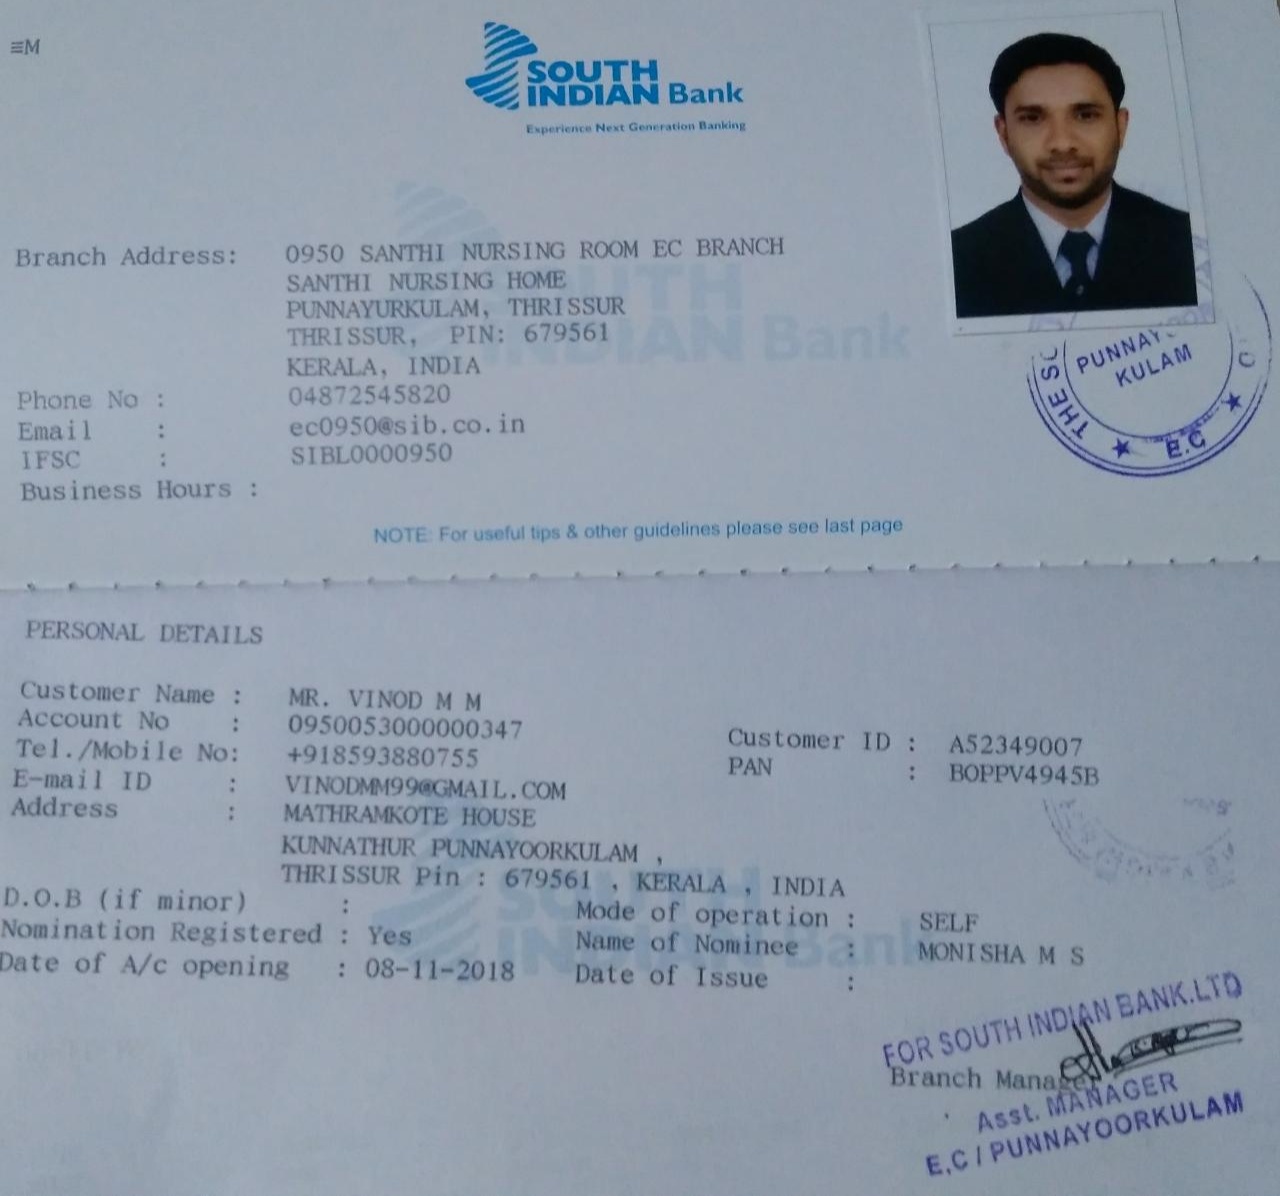 ≡M
SOUTH
INDIAN Bank
Experience Next Generation Banking
Branch Address: 0950 SANTHI NURSING ROOM EC BRANCH
SANTHI NURSING HOME
PUNNAYURKULAM, THRISSUR
THRISSUR, PIN: 679561
KERALA, INDIA
Phone No : 04872545820
Email : ec0950@sib.co.in
IFSC : SIBL0000950
Business Hours :
PUNNAY
KULAM
★ THE SO
★ E.C ★
NOTE: For useful tips & other guidelines please see last page
PERSONAL DETAILS
Customer Name : MR. VINOD M M
Account No : 0950053000000347 Customer ID : A52349007
Tel./Mobile No: +918593880755 PAN : BOPPV4945B
E-mail ID : VINODMM99@GMAIL.COM
Address : MATHRAMKOTE HOUSE
KUNNATHUR PUNNAYOORKULAM ,
THRISSUR Pin : 679561 , KERALA , INDIA
D.O.B (if minor) : Mode of operation : SELF
Nomination Registered : Yes Name of Nominee : MONISHA M S
Date of A/c opening : 08-11-2018 Date of Issue :
FOR SOUTH INDIAN BANK.LTD
Branch Manager
Asst. MANAGER
E.C / PUNNAYOORKULAM